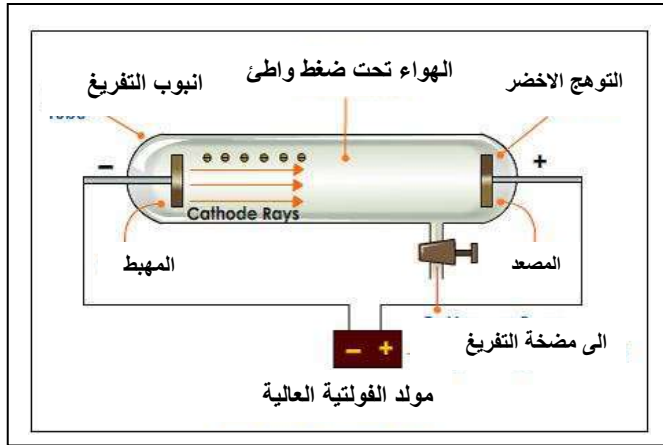 الهواء تحت ضغط واطئ
انبوب التفريغ
التوهج الاخضر
−
+
Cathode Rays
المهبط
المصعد
الى مضخة التفريغ
− +
مولد الفولتية العالية